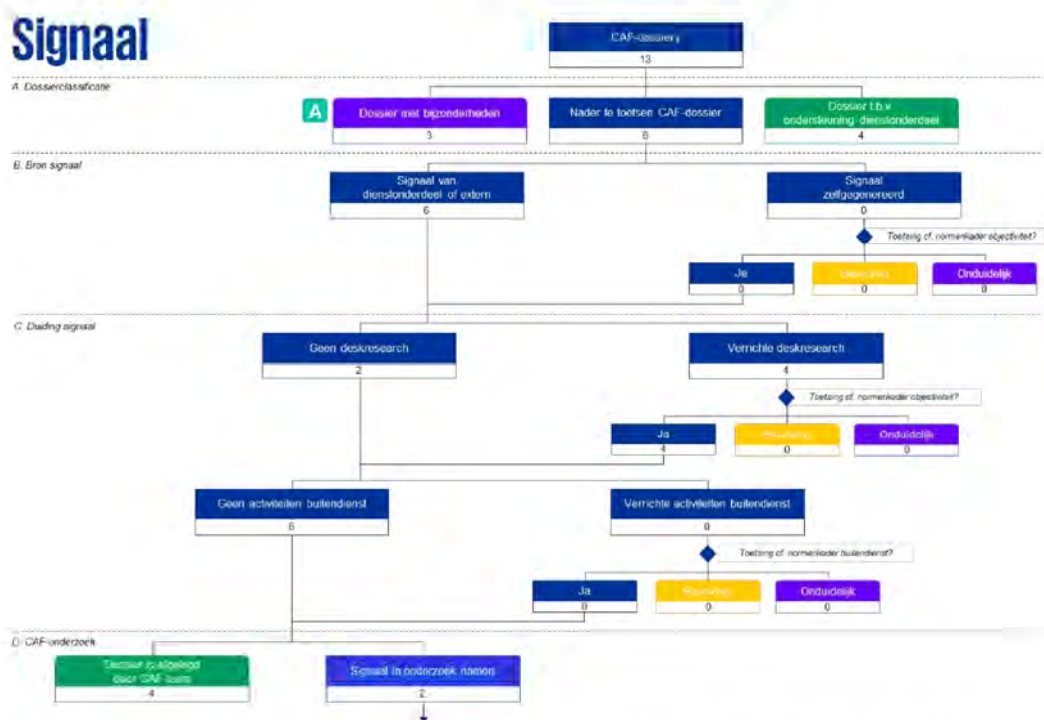 Signaal
CAF-dossiers
13
A. Dossierclassificatie
A
Dossier met bijzonderheden
3
Nader te toetsen CAF-dossier
6
Dossier t.b.v.
ondersteuning dienstonderdeel
4
B. Bron signaal
Signaal van
dienstonderdeel of extern
6
Signaal
zelfgegenereerd
0
Toetsing cf. normenkader objectiviteit?
Ja
0
0
Onduidelijk
0
C. Duiding signaal
Geen deskresearch
2
Verrichte deskresearch
4
Toetsing cf. normenkader objectiviteit?
Ja
4
0
Onduidelijk
0
Geen activiteiten buitendienst
6
Verrichte activiteiten buitendienst
0
Toetsing cf. normenkader buitendienst?
Ja
0
0
Onduidelijk
0
D. CAF-onderzoek
Dossier is afgelegd
door CAF-team
4
Signaal in onderzoek nemen
2